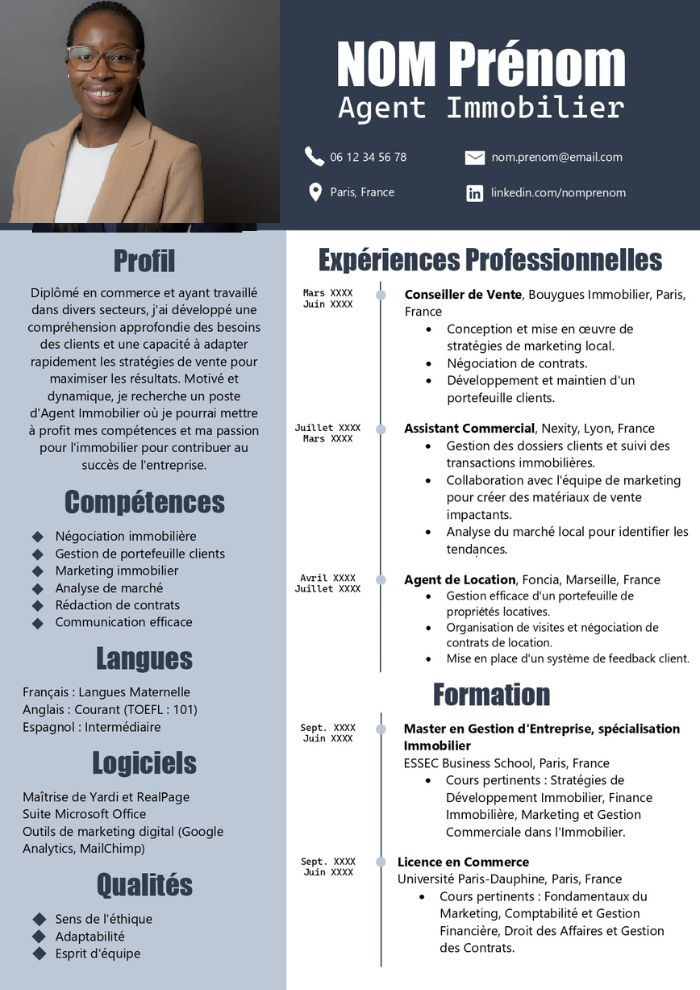 NOM Prénom
Agent Immobilier
06 12 34 56 78
nom.prenom@email.com
Paris, France
linkedin.com/nomprenom
Profil
Diplômé en commerce et ayant travaillé
dans divers secteurs, j'ai développé une
compréhension approfondie des besoins
des clients et une capacité à adapter
rapidement les stratégies de vente pour
maximiser les résultats. Motivé et
dynamique, je recherche un poste
d'Agent Immobilier où je pourrai mettre
à profit mes compétences et ma passion
pour l'immobilier pour contribuer au
succès de l'entreprise.
Compétences
Négociation immobilière
Gestion de portefeuille clients
Marketing immobilier
Analyse de marché
Rédaction de contrats
Communication efficace
Langues
Français : Langues Maternelle
Anglais : Courant (TOEFL : 101)
Espagnol : Intermédiaire
Logiciels
Maîtrise de Yardi et RealPage
Suite Microsoft Office
Outils de marketing digital (Google
Analytics, MailChimp)
Qualités
Sens de l'éthique
Adaptabilité
Esprit d'équipe
Expériences Professionnelles
Mars XXXX
Juin XXXX
Conseiller de Vente, Bouygues Immobilier, Paris,
France
Conception et mise en œuvre de
stratégies de marketing local.
Négociation de contrats.
Développement et maintien d'un
portefeuille clients.
Juillet XXXX
Mars XXXX
Assistant Commercial, Nexity, Lyon, France
Gestion des dossiers clients et suivi des
transactions immobilières.
Collaboration avec l'équipe de marketing
pour créer des matériaux de vente
impactants.
Analyse du marché local pour identifier les
tendances.
Avril XXXX
Juillet XXXX
Agent de Location, Foncia, Marseille, France
Gestion efficace d'un portefeuille de
propriétés locatives.
Organisation de visites et négociation de
contrats de location.
Mise en place d'un système de feedback client.
Formation
Sept. XXXX
Juin XXXX
Master en Gestion d'Entreprise, spécialisation
Immobilier
ESSEC Business School, Paris, France
Cours pertinents : Stratégies de
Développement Immobilier, Finance
Immobilière, Marketing et Gestion
Commerciale dans l'Immobilier.
Sept. XXXX
Juin XXXX
Licence en Commerce
Université Paris-Dauphine, Paris, France
Cours pertinents : Fondamentaux du
Marketing, Comptabilité et Gestion
Financière, Droit des Affaires et Gestion
des Contrats.